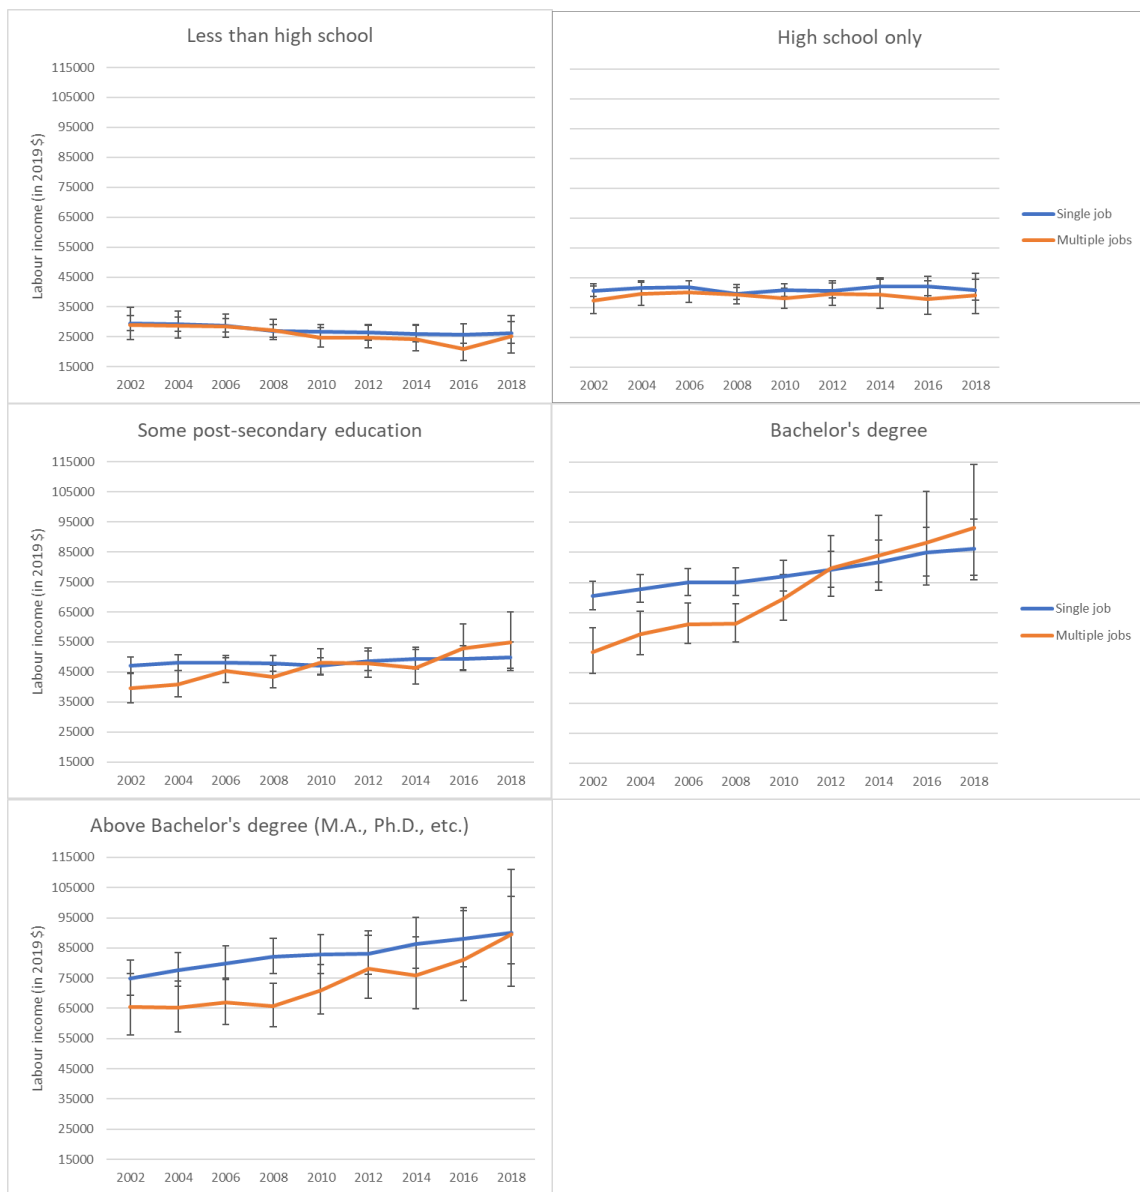 Less than high school
Labour income (in 2019 $)
115000
105000
95000
85000
75000
65000
55000
45000
35000
25000
15000
2002 2004 2006 2008 2010 2012 2014 2016 2018
High school only
2002 2004 2006 2008 2010 2012 2014 2016 2018
Single job
Multiple jobs
Some post-secondary education
Labour income (in 2019 $)
115000
105000
95000
85000
75000
65000
55000
45000
35000
25000
15000
2002 2004 2006 2008 2010 2012 2014 2016 2018
Bachelor's degree
2002 2004 2006 2008 2010 2012 2014 2016 2018
Single job
Multiple jobs
Above Bachelor's degree (M.A., Ph.D., etc.)
Labour income (in 2019 $)
115000
105000
95000
85000
75000
65000
55000
45000
35000
25000
15000
2002 2004 2006 2008 2010 2012 2014 2016 2018